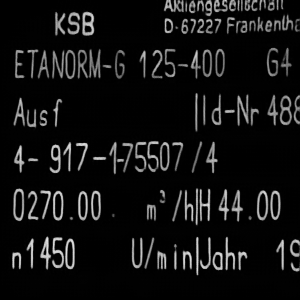 Aktiengesellschaft
KSB D-67227 Frankentha
ETANORM-G 125-400 G4
Ausf Id-Nr 488
4- 917 -1-75507 /4
0270.00 m³/h H 44.00
n1450 U/min Jahr 19